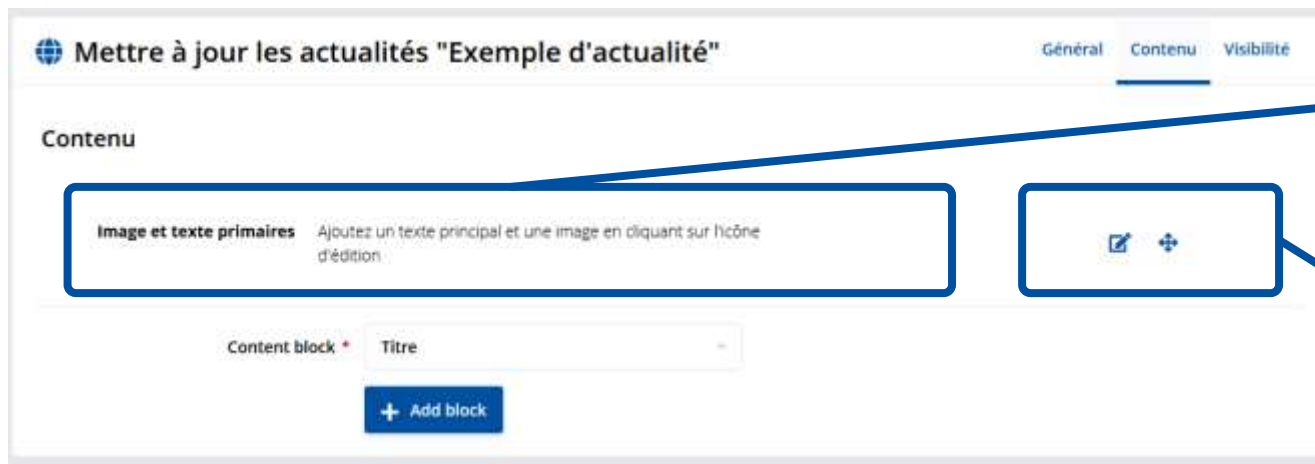 Mettre à jour les actualités "Exemple d'actualité"
Général Contenu Visibilité
Contenu
Image et texte primaires Ajoutez un texte principal et une image en cliquant sur l'icône
d'édition
Content block * Titre
+ Add block